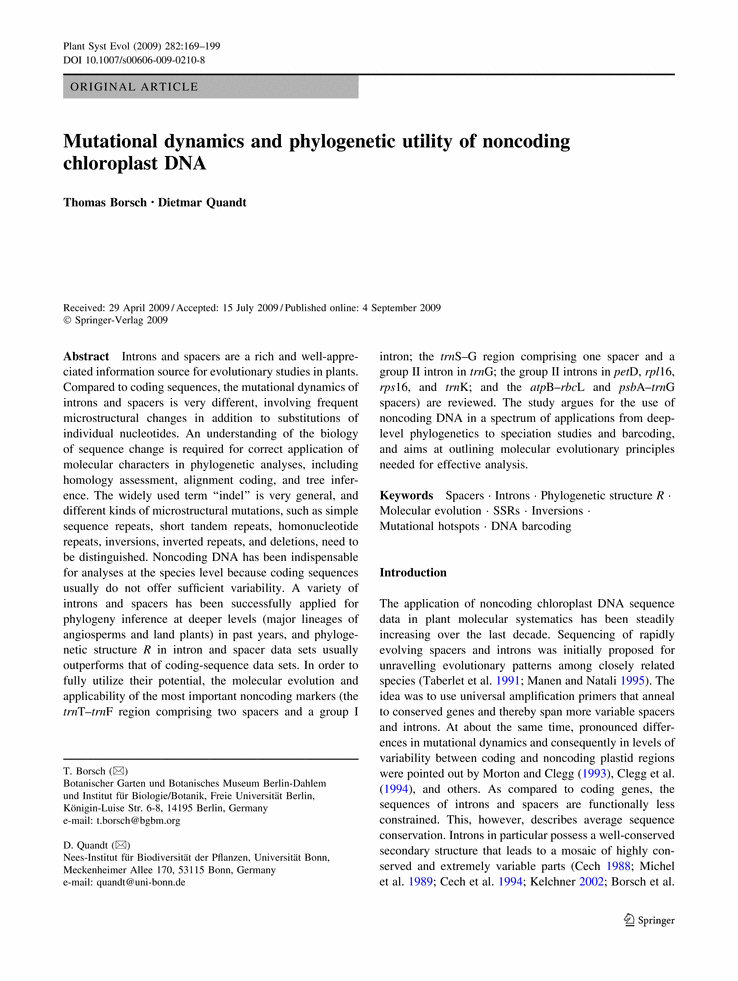 Plant Syst Evol (2009) 282:169–199
DOI 10.1007/s00606-009-0210-8
ORIGINAL ARTICLE
Mutational dynamics and phylogenetic utility of noncoding
chloroplast DNA
Thomas Borsch · Dietmar Quandt
Received: 29 April 2009 / Accepted: 15 July 2009 / Published online: 4 September 2009
© Springer-Verlag 2009
Abstract Introns and spacers are a rich and well-appre-
ciated information source for evolutionary studies in plants.
Compared to coding sequences, the mutational dynamics of
introns and spacers is very different, involving frequent
microstructural changes in addition to substitutions of
individual nucleotides. An understanding of the biology
of sequence change is required for correct application of
molecular characters in phylogenetic analyses, including
homology assessment, alignment coding, and tree infer-
ence. The widely used term “indel” is very general, and
different kinds of microstructural mutations, such as simple
sequence repeats, short tandem repeats, homonucleotide
repeats, inversions, inverted repeats, and deletions, need to
be distinguished. Noncoding DNA has been indispensable
for analyses at the species level because coding sequences
usually do not offer sufficient variability. A variety of
introns and spacers has been successfully applied for
phylogeny inference at deeper levels (major lineages of
angiosperms and land plants) in past years, and phyloge-
netic structure R in intron and spacer data sets usually
outperforms that of coding-sequence data sets. In order to
fully utilize their potential, the molecular evolution and
applicability of the most important noncoding markers (the
trnT–trnF region comprising two spacers and a group I
T. Borsch (✉)
Botanischer Garten und Botanisches Museum Berlin-Dahlem
und Institut für Biologie/Botanik, Freie Universität Berlin,
Königin-Luise Str. 6-8, 14195 Berlin, Germany
e-mail: t.borsch@bgbm.org
D. Quandt (✉)
Nees-Institut für Biodiversität der Pflanzen, Universität Bonn,
Meckenheimer Allee 170, 53115 Bonn, Germany
e-mail: quandt@uni-bonn.de
intron; the trnS–G region comprising one spacer and a
group II intron in trnG; the group II introns in petD, rpl16,
rps16, and trnK; and the atpB–rbcL and psbA–trnG
spacers) are reviewed. The study argues for the use of
noncoding DNA in a spectrum of applications from deep-
level phylogenetics to speciation studies and barcoding,
and aims at outlining molecular evolutionary principles
needed for effective analysis.
Keywords Spacers · Introns · Phylogenetic structure R ·
Molecular evolution · SSRs · Inversions ·
Mutational hotspots · DNA barcoding
Introduction
The application of noncoding chloroplast DNA sequence
data in plant molecular systematics has been steadily
increasing over the last decade. Sequencing of rapidly
evolving spacers and introns was initially proposed for
unravelling evolutionary patterns among closely related
species (Taberlet et al. 1991; Manen and Natali 1995). The
idea was to use universal amplification primers that anneal
to conserved genes and thereby span more variable spacers
and introns. At about the same time, pronounced differ-
ences in mutational dynamics and consequently in levels of
variability between coding and noncoding plastid regions
were pointed out by Morton and Clegg (1993), Clegg et al.
(1994), and others. As compared to coding genes, the
sequences of introns and spacers are functionally less
constrained. This, however, describes average sequence
conservation. Introns in particular possess a well-conserved
secondary structure that leads to a mosaic of highly con-
served and extremely variable parts (Cech 1988; Michel
et al. 1989; Cech et al. 1994; Kelchner 2002; Borsch et al.
Springer